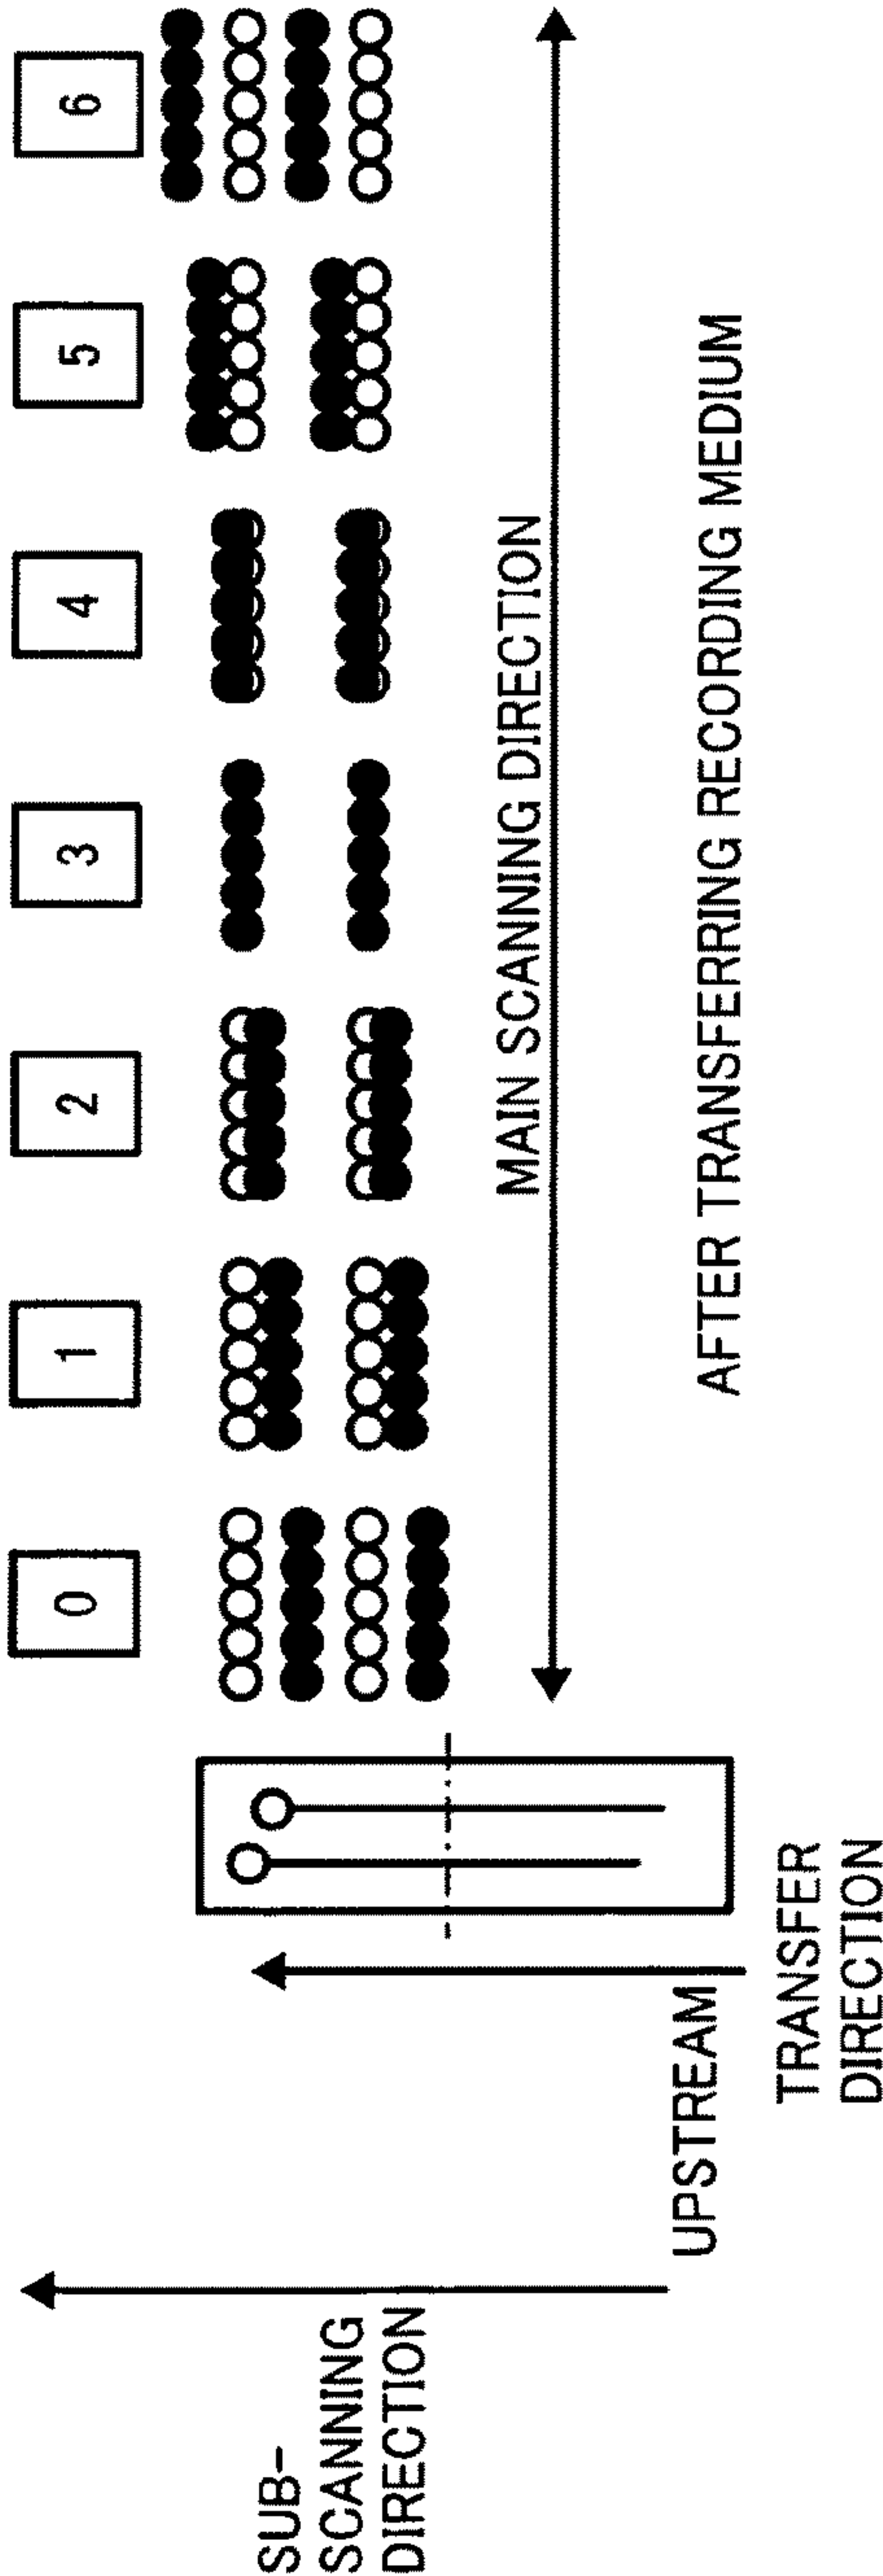 0
1
2
3
4
5
6
SUB-
SCANNING
DIRECTION
UPSTREAM
TRANSFER
DIRECTION
MAIN SCANNING DIRECTION
AFTER TRANSFERRING RECORDING MEDIUM